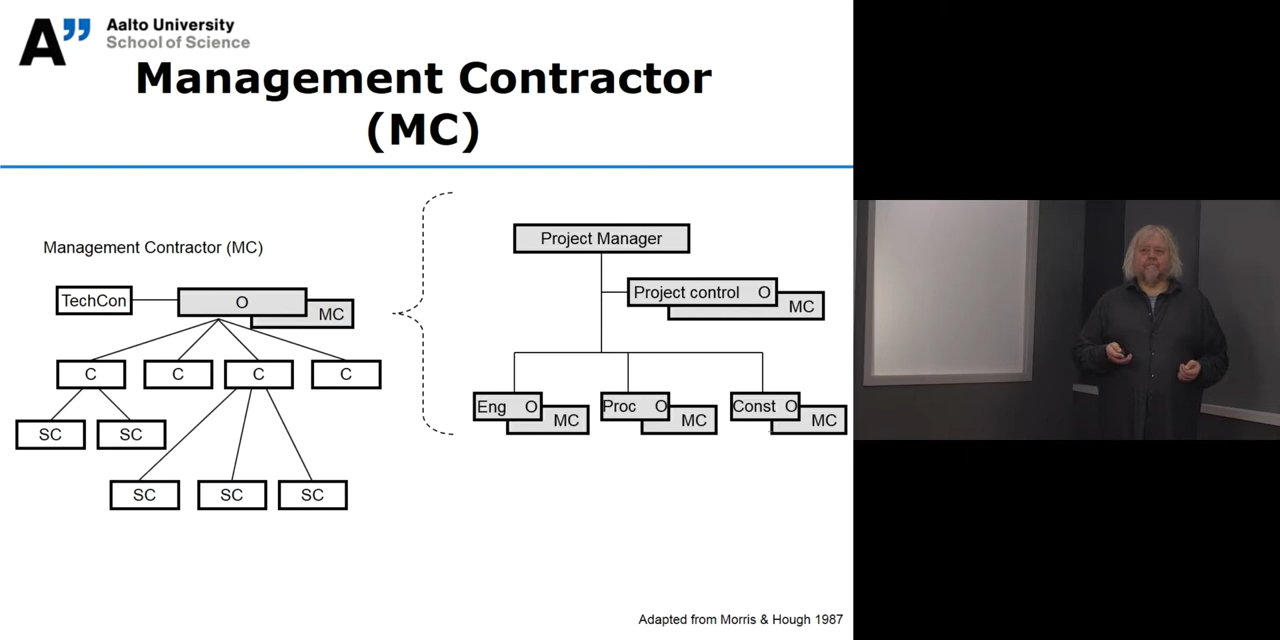 Aalto University
School of Science
Management Contractor
(MC)
Management Contractor (MC)
TechCon
O
MC
C
C
C
C
SC
SC
SC
SC
SC
Project Manager
Project control O
MC
Eng O
MC
Proc O
MC
Const O
MC
Adapted from Morris & Hough 1987